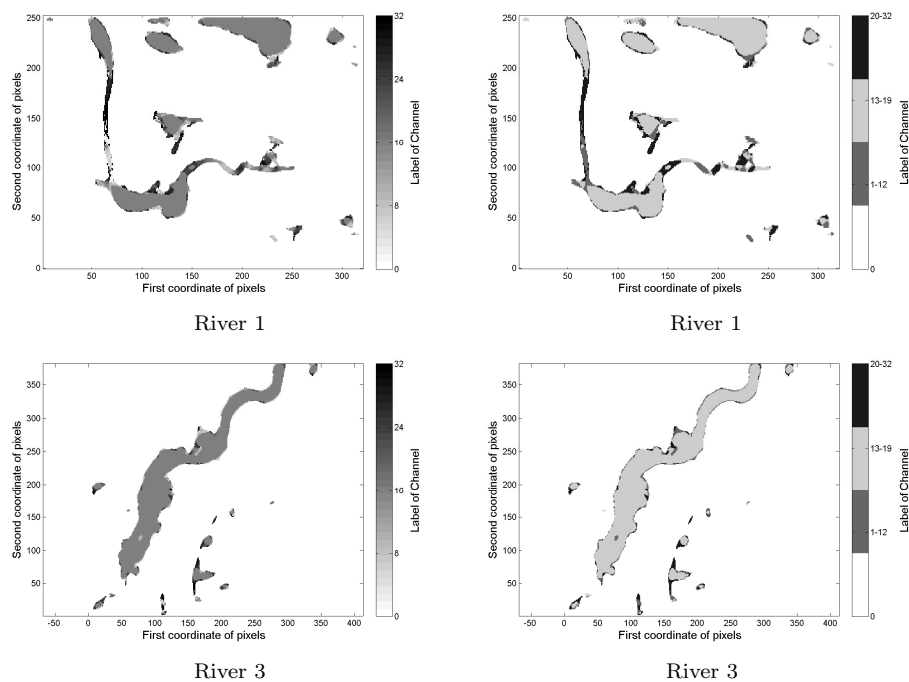 250
200
150
100
50
0
Second coordinate of pixels
50 100 150 200 250 300
First coordinate of pixels
32
24
16
8
0
Label of Channel
River 1
250
200
150
100
50
0
Second coordinate of pixels
50 100 150 200 250 300
First coordinate of pixels
20-32
13-19
1-12
0
Label of Channel
River 1
350
300
250
200
150
100
50
Second coordinate of pixels
-50 0 50 100 150 200 250 300 350 400
First coordinate of pixels
32
24
16
8
0
Label of Channel
River 3
350
300
250
200
150
100
50
Second coordinate of pixels
-50 0 50 100 150 200 250 300 350 400
First coordinate of pixels
20-32
13-19
1-12
0
Label of Channel
River 3